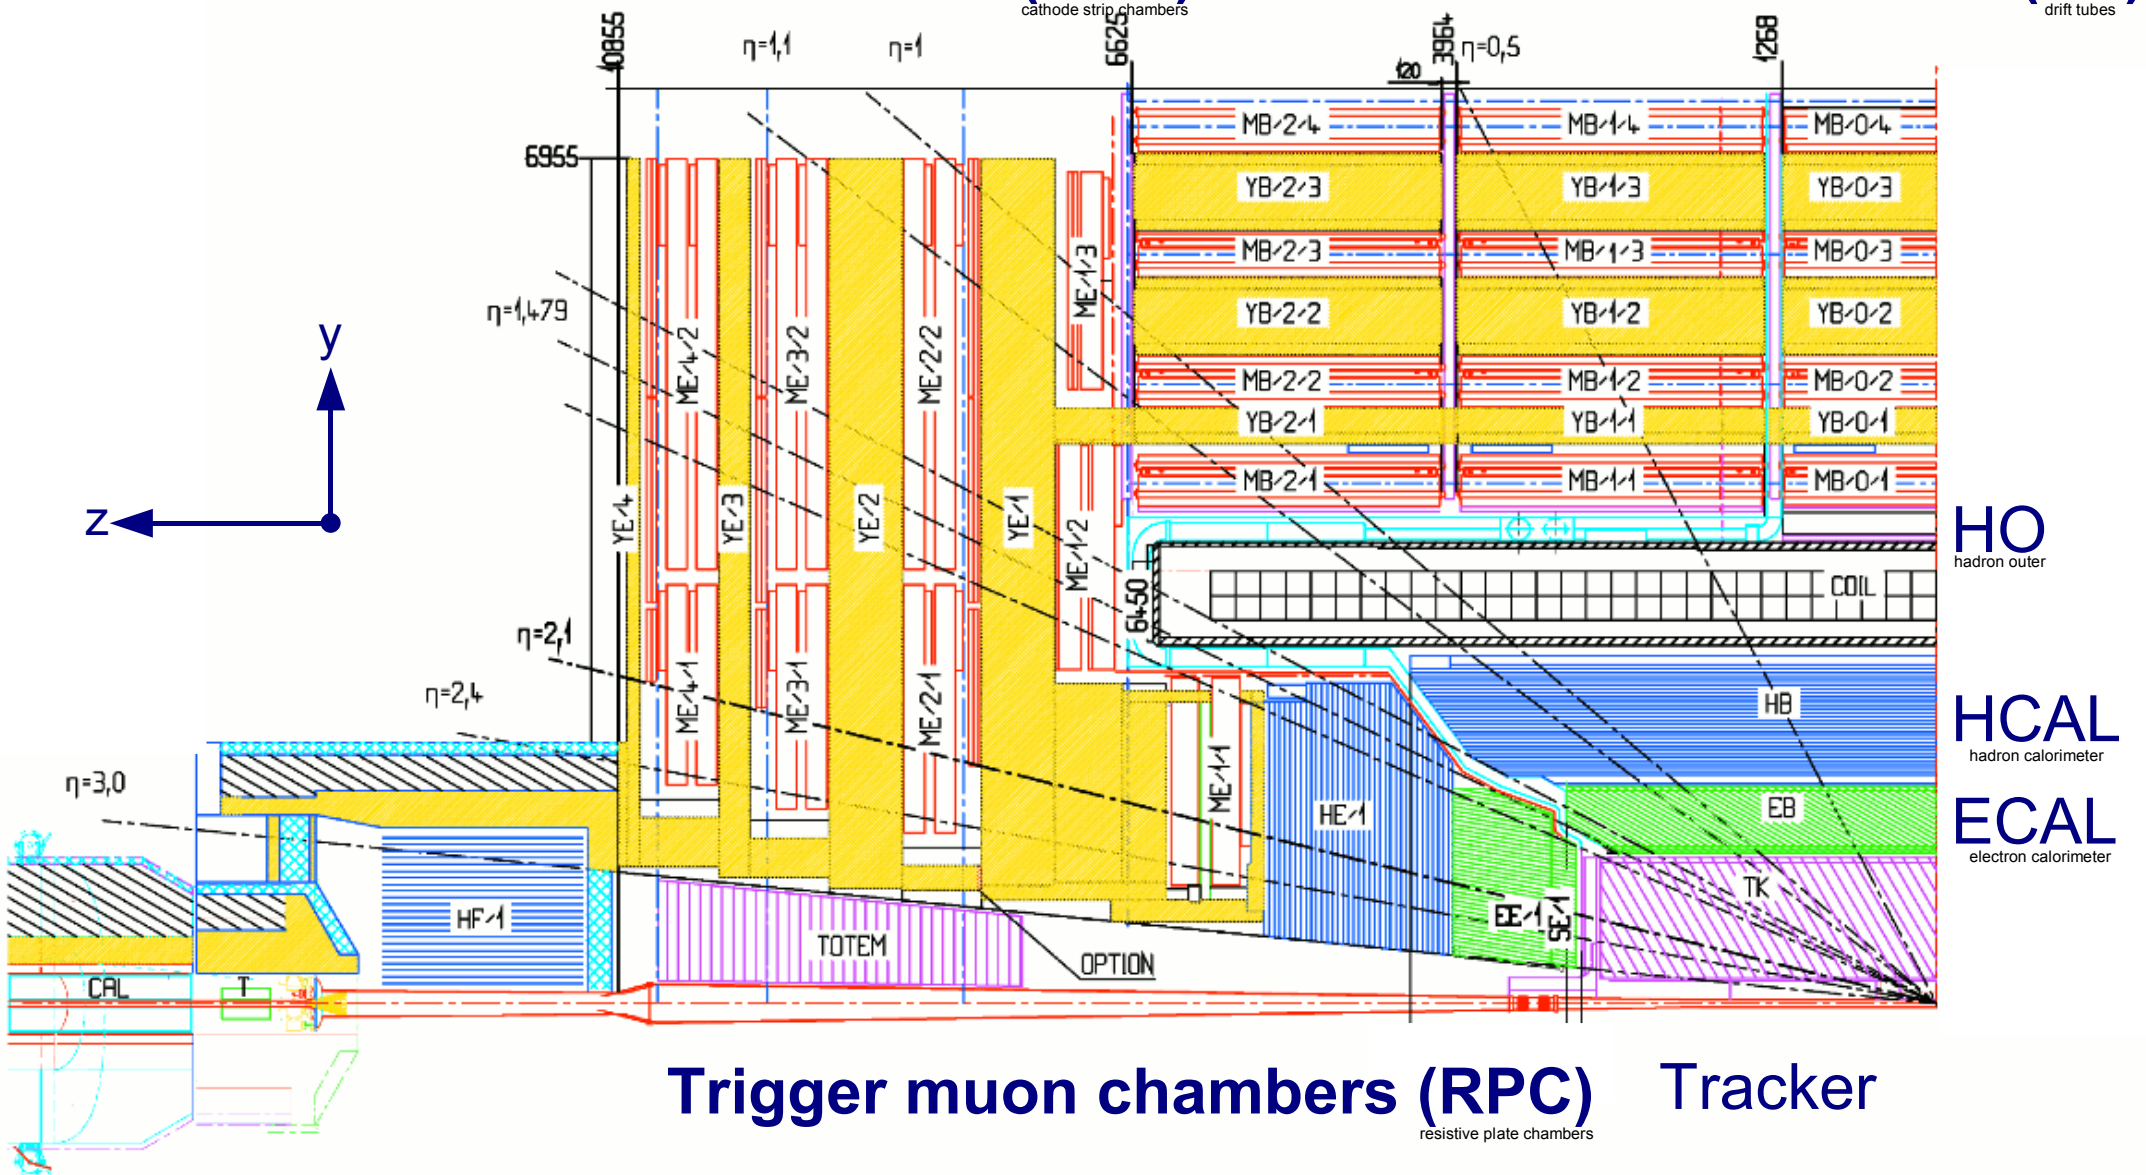 cathode strip chambers
drift tubes
10855
η=1,1
η=1
6625
120
3964
η=0,5
1268
MB/2/4
MB/1/4
MB/0/4
6955
YB/2/3
YB/1/3
YB/0/3
ME/1/3
MB/2/3
MB/1/3
MB/0/3
η=1,479
YB/2/2
YB/1/2
YB/0/2
y
ME/4/2
ME/3/2
ME/2/2
MB/2/2
MB/1/2
MB/0/2
YB/2/1
YB/1/1
YB/0/1
MB/2/1
MB/1/1
MB/0/1
z
YE/4
YE/3
YE/2
YE/1
ME/1/2
HO
hadron outer
6450
COIL
η=2,1
η=2,4
ME/4/1
ME/3/1
ME/2/1
HB
HCAL
hadron calorimeter
η=3,0
ME/1/1
HE/1
EB
ECAL
electron calorimeter
TK
HF/1
EE/1
SE/1
TOTEM
OPTION
CAL
T
Trigger muon chambers (RPC)
resistive plate chambers
Tracker